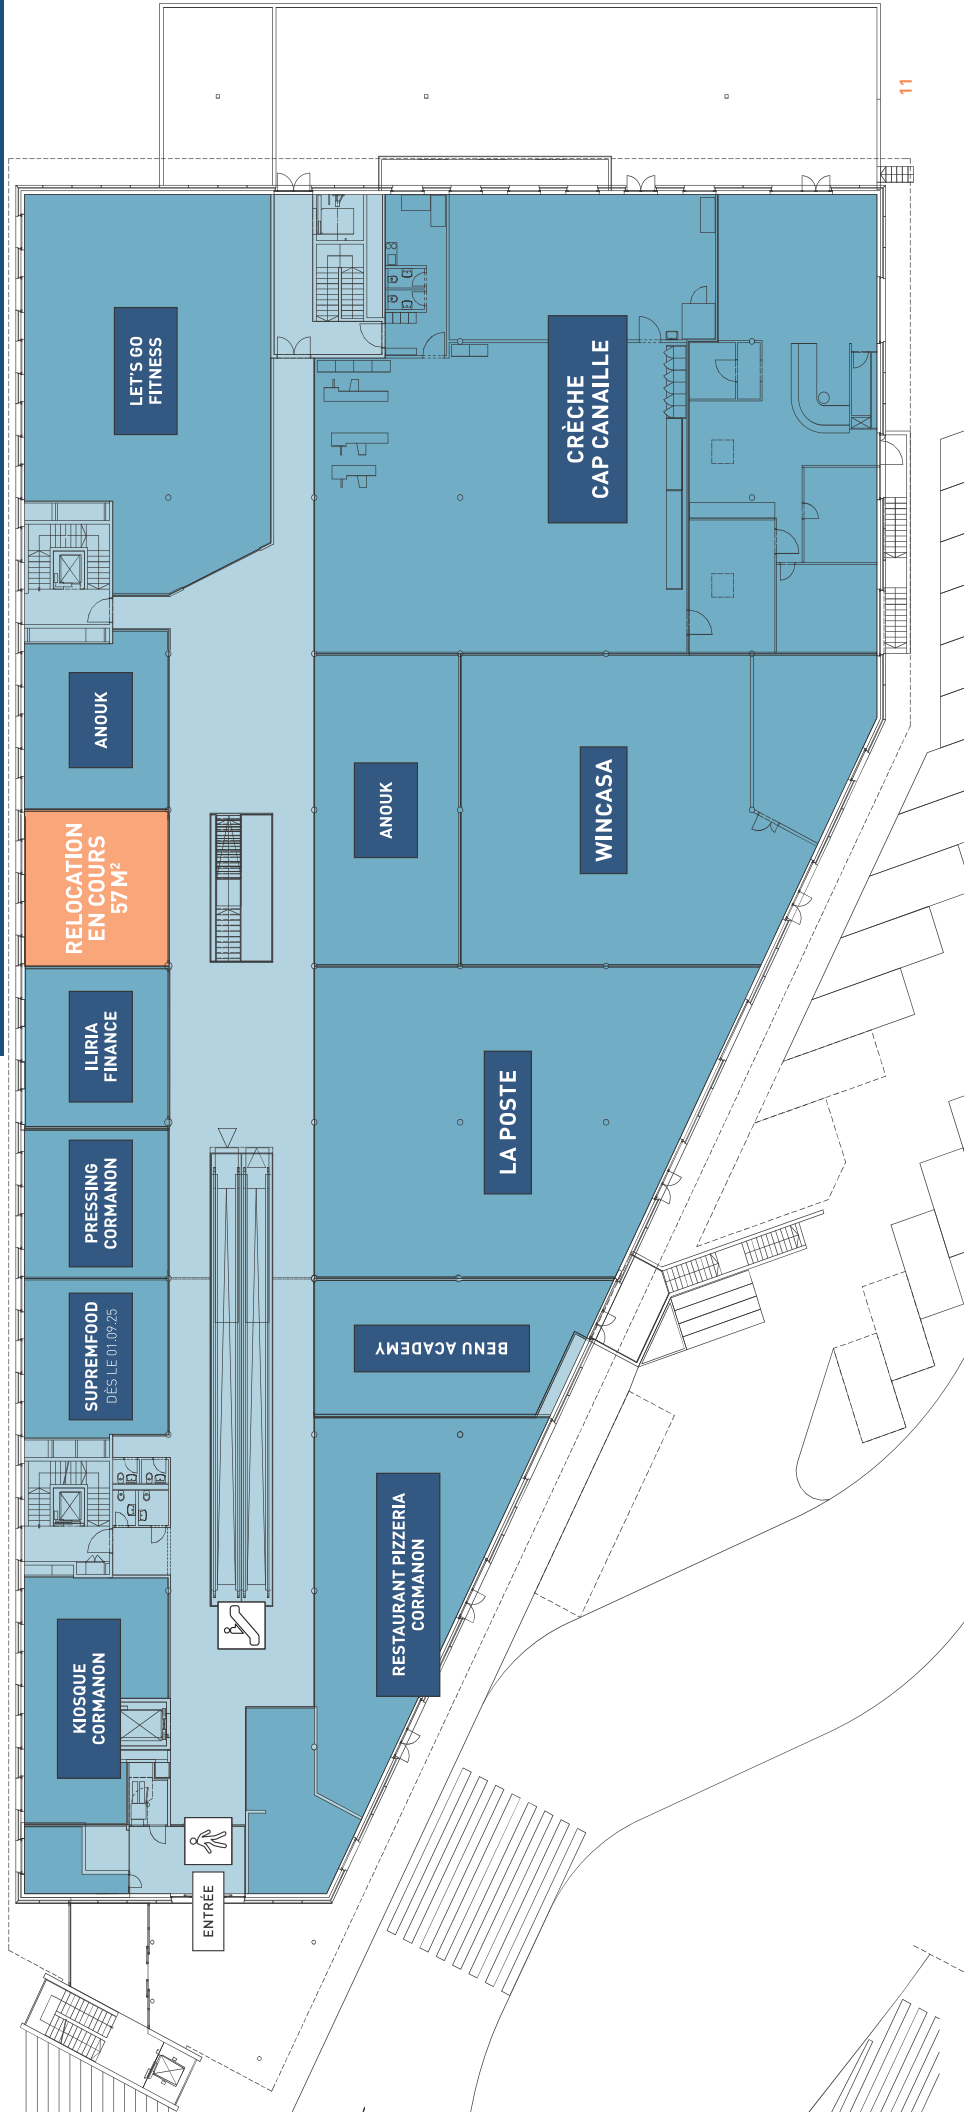 LET'S GO
FITNESS
CRÈCHE
CAP CANAILLE
ANOUK
RELOCATION
EN COURS
57 M²
ANOUK
WINCASA
ILIRIA
FINANCE
LA POSTE
PRESSING
CORMANON
SUPREMFOOD
DÈS LE 01.09.25
BENU ACADEMY
RESTAURANT PIZZERIA
CORMANON
KIOSQUE
CORMANON
ENTRÉE
11